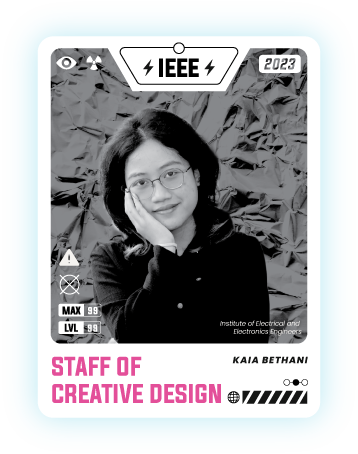 IEEE
2023
MAX 99
LVL 99
Institute of Electrical and
Electronics Engineers
STAFF OF
CREATIVE DESIGN
KAIA BETHANI